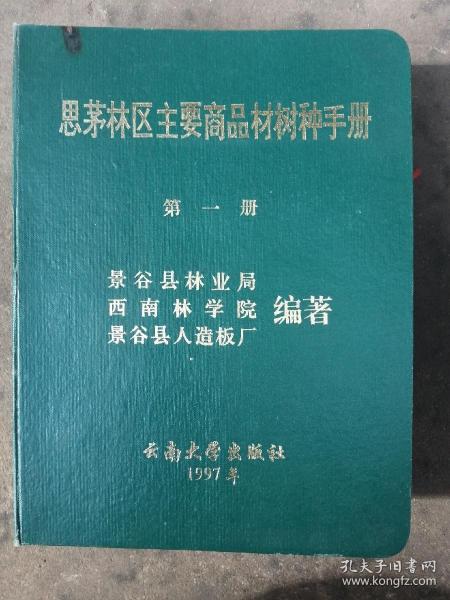 思茅林区主要商品材树种手册
第一册
景谷县林业局
西南林学院
景谷县人造板厂
编著
云南大学出版社
1997年
孔夫子旧书网
www.kongfz.com